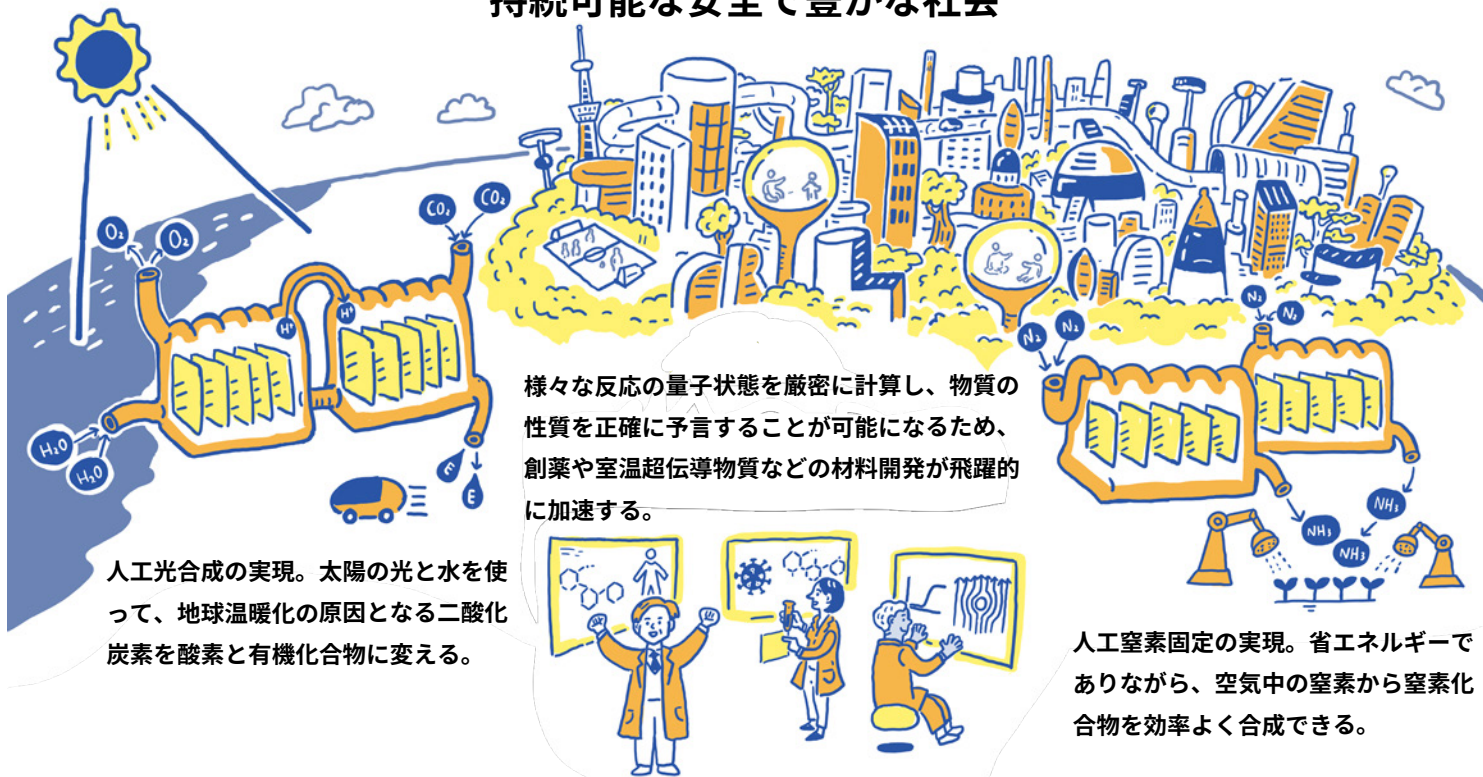 持続可能な安全で豊かな社会
O₂
O₂
CO₂
CO₂
H⁺
H⁺
H₂O
H₂O
E
E
N₂
N₂
N₂
N₂
NH₃
NH₃
NH₃
様々な反応の量子状態を厳密に計算し、物質の
性質を正確に予言することが可能になるため、
創薬や室温超伝導物質などの材料開発が飛躍的
に加速する。
人工光合成の実現。太陽の光と水を使
って、地球温暖化の原因となる二酸化
炭素を酸素と有機化合物に変える。
人工窒素固定の実現。省エネルギーで
ありながら、空気中の窒素から窒素化
合物を効率よく合成できる。